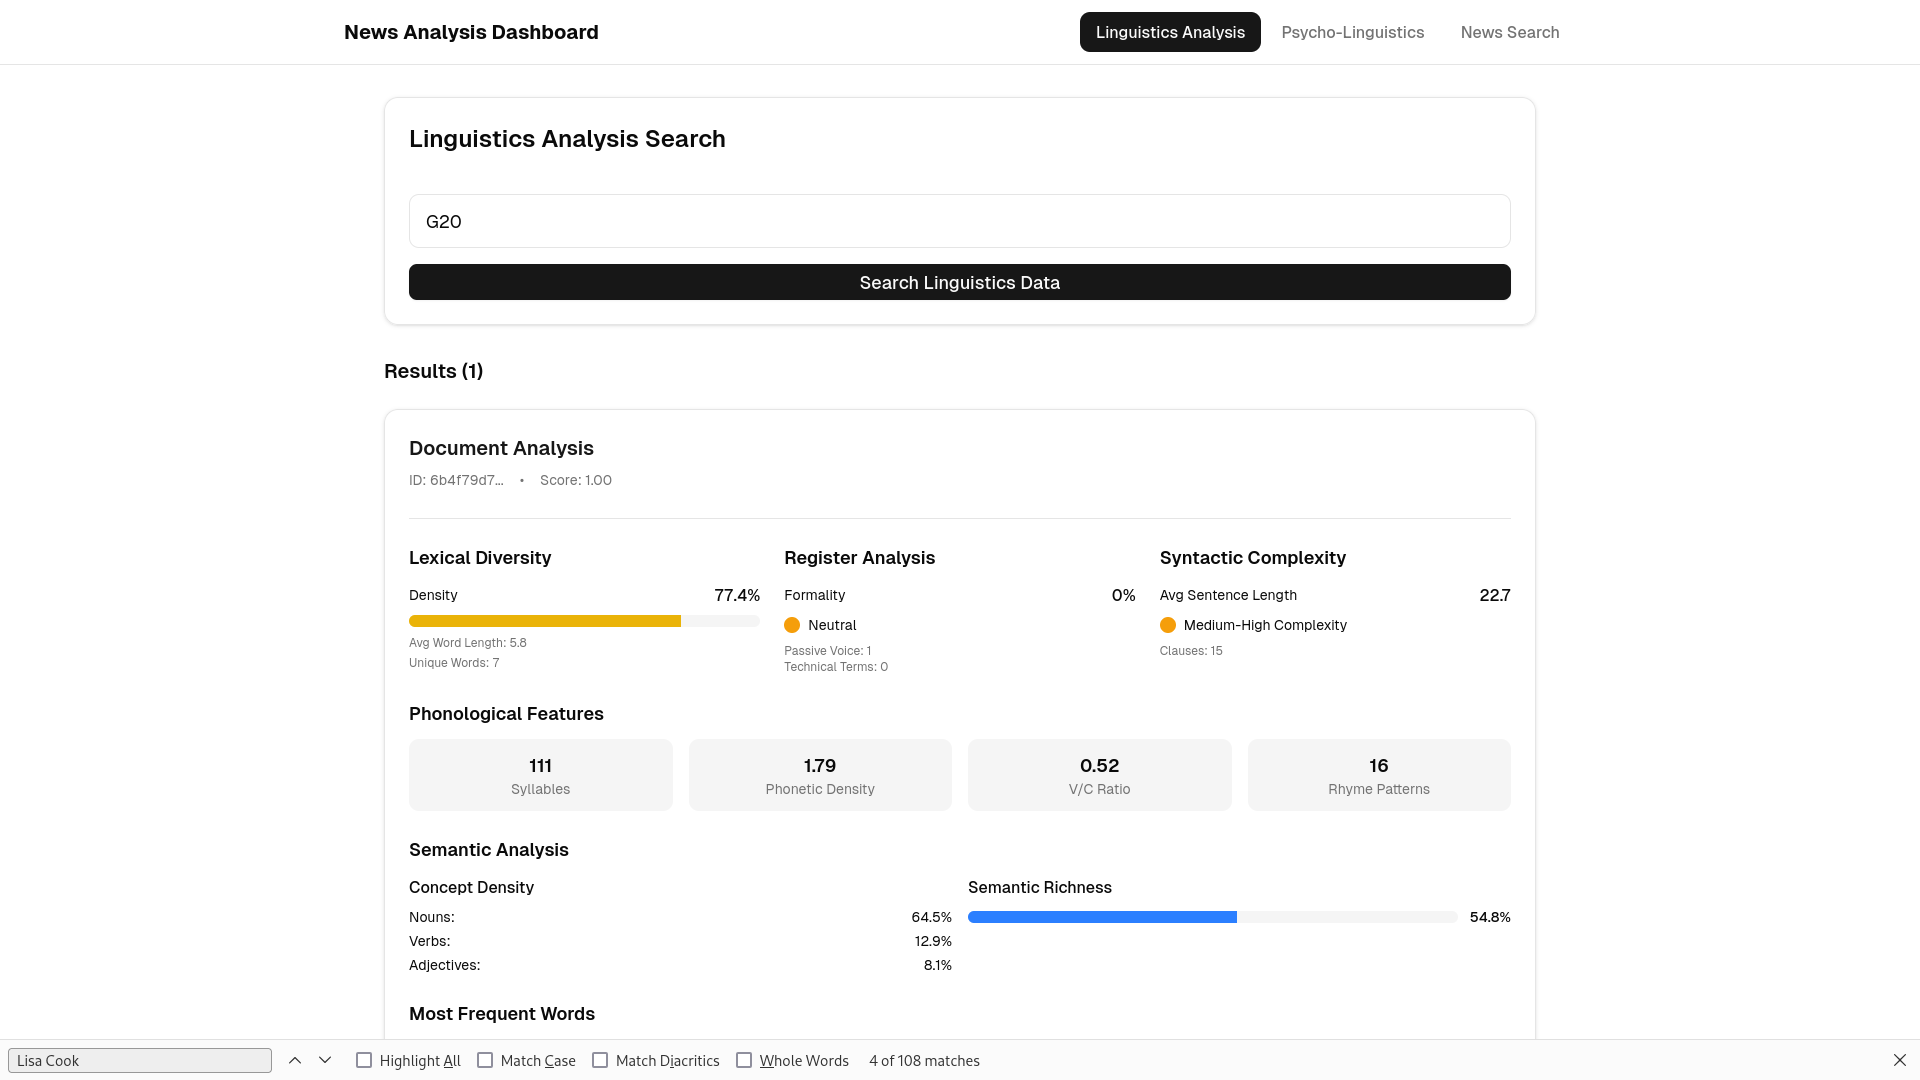 News Analysis Dashboard
Linguistics Analysis
Psycho-Linguistics
News Search
Linguistics Analysis Search
G20
Search Linguistics Data
Results (1)
Document Analysis
ID: 6b4f79d7... • Score: 1.00
Lexical Diversity
Density 77.4%
Avg Word Length: 5.8
Unique Words: 7
Register Analysis
Formality 0%
Neutral
Passive Voice: 1
Technical Terms: 0
Syntactic Complexity
Avg Sentence Length 22.7
Medium-High Complexity
Clauses: 15
Phonological Features
111
Syllables
1.79
Phonetic Density
0.52
V/C Ratio
16
Rhyme Patterns
Semantic Analysis
Concept Density
Nouns: 64.5%
Verbs: 12.9%
Adjectives: 8.1%
Semantic Richness
54.8%
Most Frequent Words
Lisa Cook
Highlight All
Match Case
Match Diacritics
Whole Words
4 of 108 matches